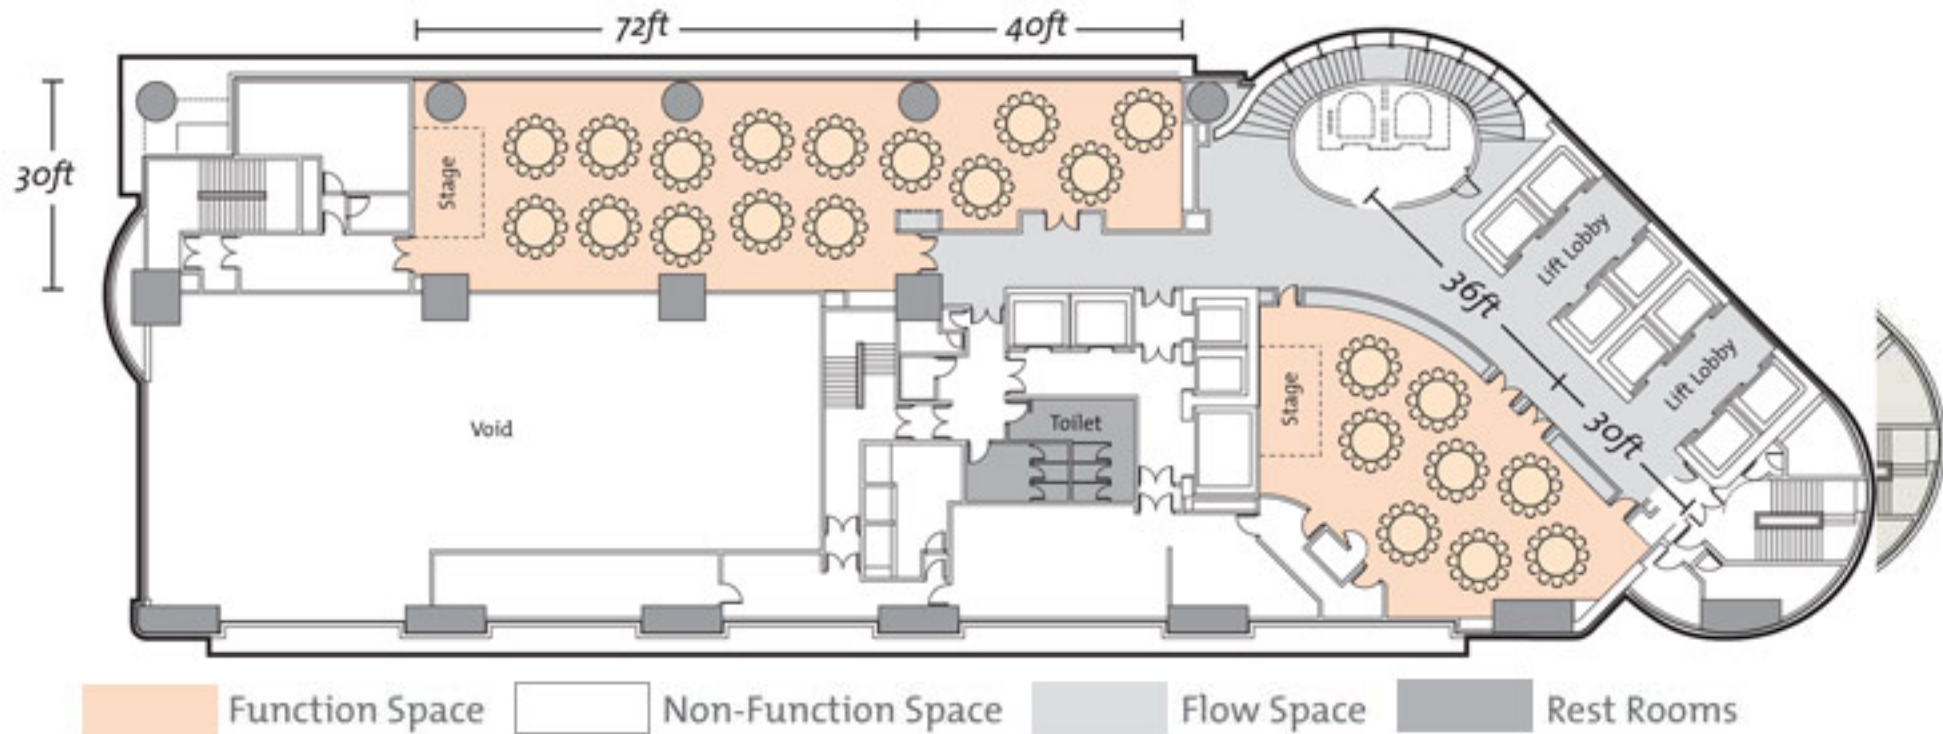 72ft
40ft
30ft
Stage
Lift Lobby
36ft
Lift Lobby
Stage
30ft
Void
Toilet
Function Space
Non-Function Space
Flow Space
Rest Rooms